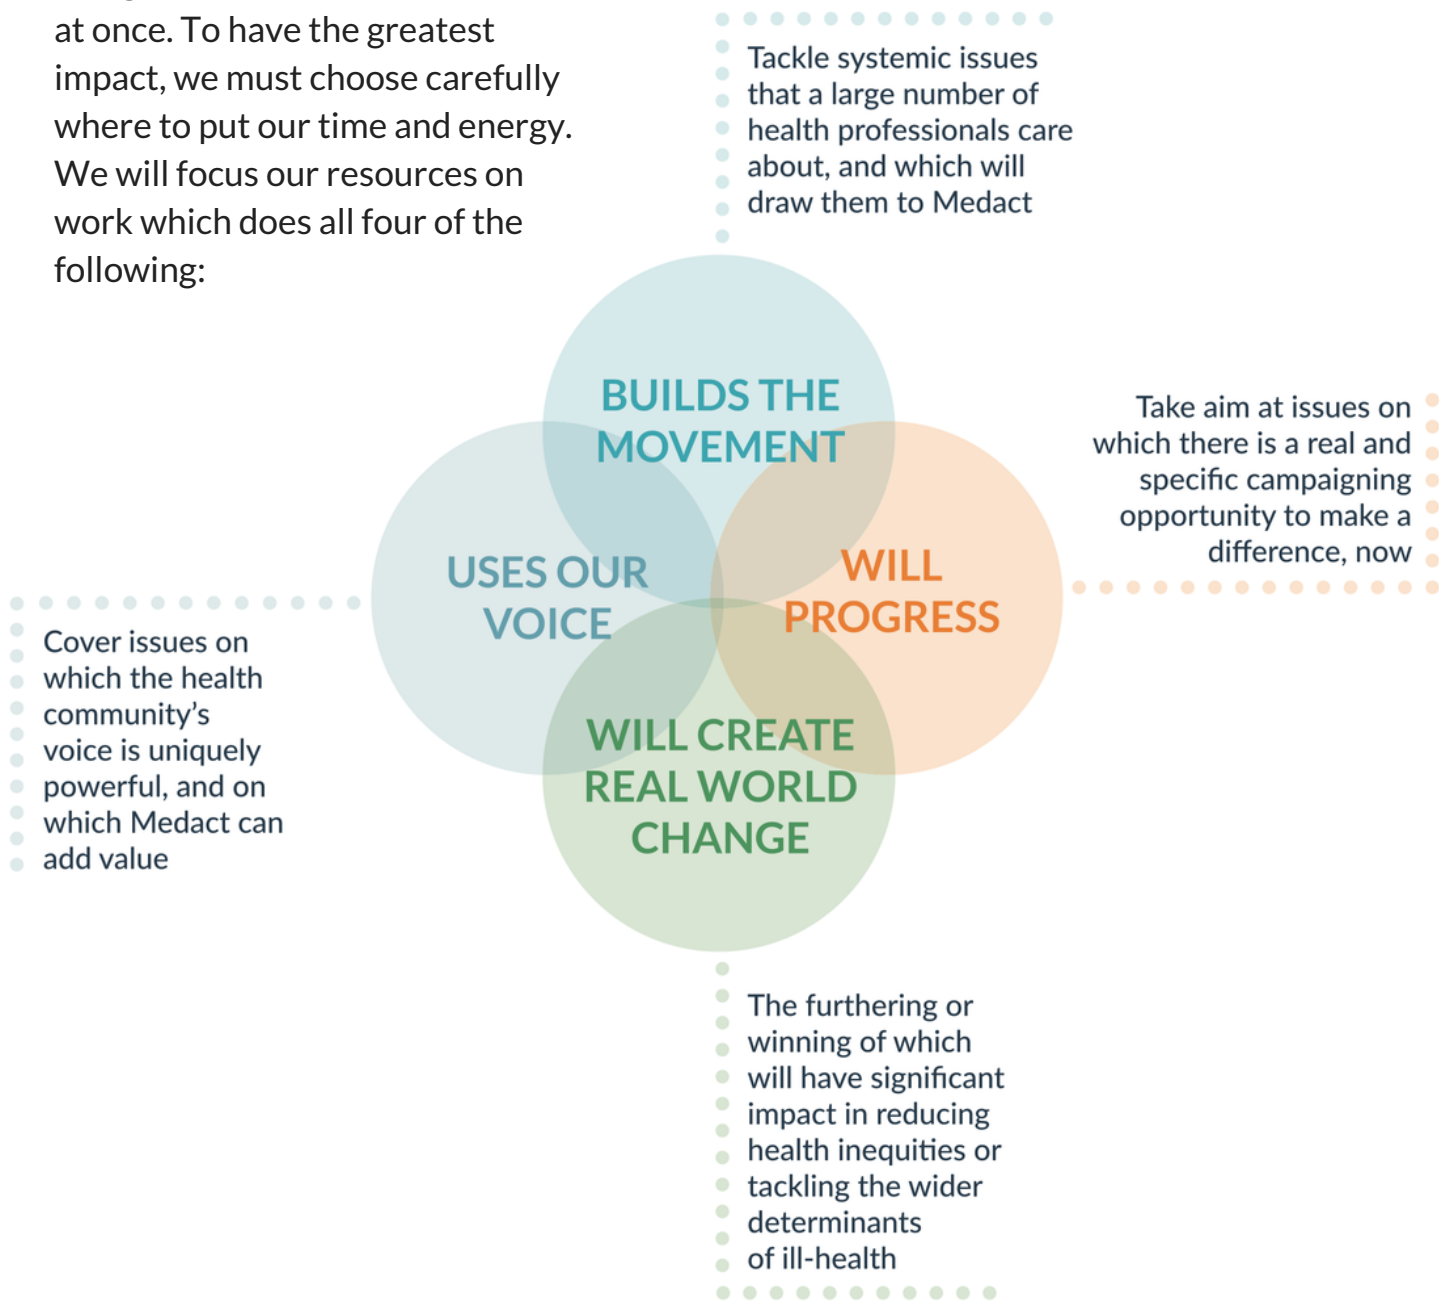 at once. To have the greatest
impact, we must choose carefully
where to put our time and energy.
We will focus our resources on
work which does all four of the
following:
Tackle systemic issues
that a large number of
health professionals care
about, and which will
draw them to Medact
BUILDS THE
MOVEMENT
Take aim at issues on
which there is a real and
specific campaigning
opportunity to make a
difference, now
USES OUR
VOICE
WILL
PROGRESS
Cover issues on
which the health
community’s
voice is uniquely
powerful, and on
which Medact can
add value
WILL CREATE
REAL WORLD
CHANGE
The furthering or
winning of which
will have significant
impact in reducing
health inequities or
tackling the wider
determinants
of ill-health